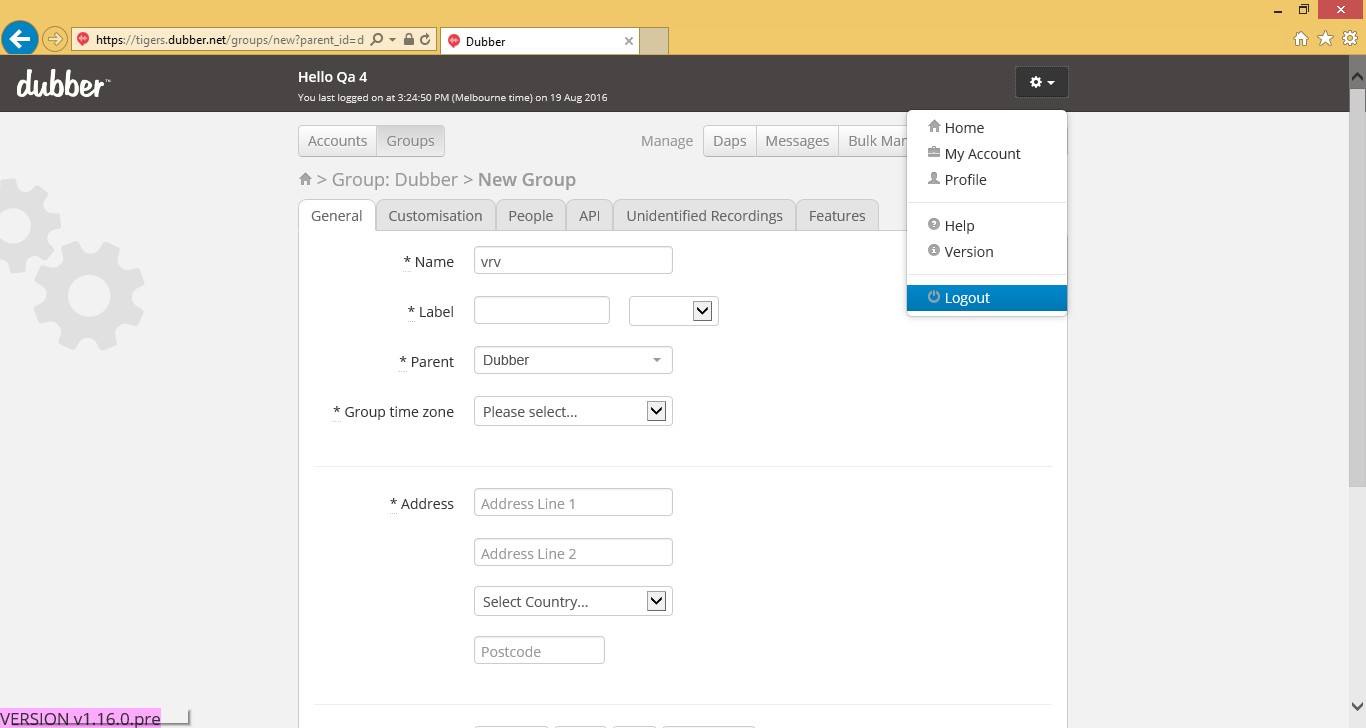 https://tigers.dubber.net/groups/new?parent_id=d
Dubber
dubber™
Hello Qa 4
You last logged on at 3:24:50 PM (Melbourne time) on 19 Aug 2016
Home
My Account
Profile
Help
Version
Logout
Accounts Groups Manage Daps Messages Bulk Mar
> Group: Dubber > New Group
General Customisation People API Unidentified Recordings Features
* Name vrv
* Label
* Parent Dubber
* Group time zone Please select...
* Address Address Line 1
Address Line 2
Select Country...
Postcode
VERSION v1.16.0.pre